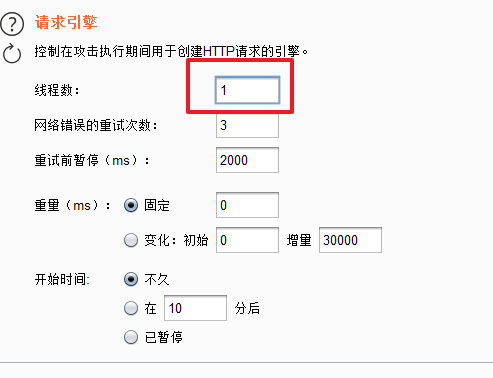 请求引擎
控制在攻击执行期间用于创建HTTP请求的引擎。
线程数： 1
网络错误的重试次数： 3
重试前暂停（ms）： 2000
重量（ms）： 固定 0
变化：初始 0 增量 30000
开始时间: 不久
在 10 分后
已暂停